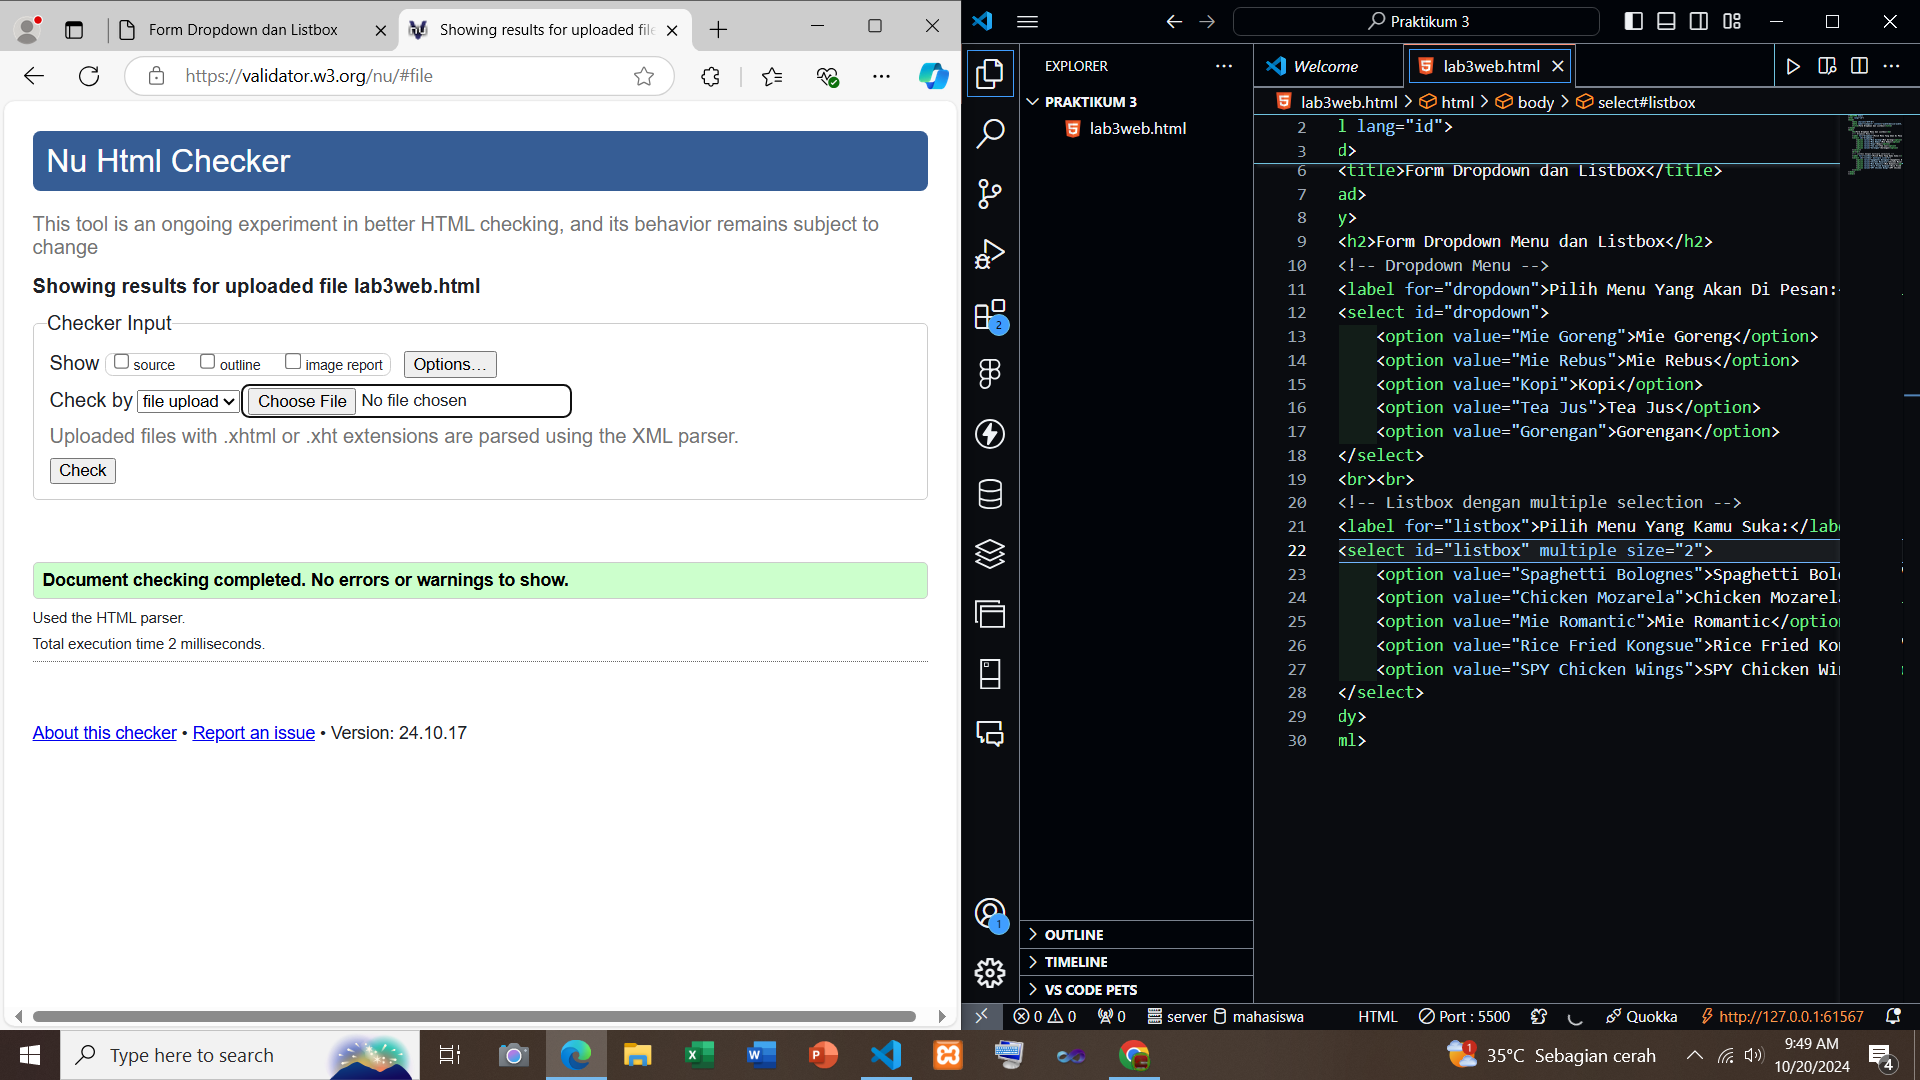 Form Dropdown dan Listbox
Showing results for uploaded file
https://validator.w3.org/nu/#file
Nu Html Checker
This tool is an ongoing experiment in better HTML checking, and its behavior remains subject to
change
Showing results for uploaded file lab3web.html
Checker Input
Show source outline image report Options…
Check by file upload Choose File No file chosen
Uploaded files with .xhtml or .xht extensions are parsed using the XML parser.
Check
Document checking completed. No errors or warnings to show.
Used the HTML parser.
Total execution time 2 milliseconds.
About this checker • Report an issue • Version: 24.10.17
Praktikum 3
EXPLORER
PRAKTIKUM 3
lab3web.html
2
1
OUTLINE
TIMELINE
VS CODE PETS
Welcome
lab3web.html
lab3web.html > html > body > select#listbox
2 l lang="id">
3 d>
6 <title>Form Dropdown dan Listbox</title>
7 ad>
8 y>
9 <h2>Form Dropdown Menu dan Listbox</h2>
10 <!-- Dropdown Menu -->
11 <label for="dropdown">Pilih Menu Yang Akan Di Pesan:
12 <select id="dropdown">
13 <option value="Mie Goreng">Mie Goreng</option>
14 <option value="Mie Rebus">Mie Rebus</option>
15 <option value="Kopi">Kopi</option>
16 <option value="Tea Jus">Tea Jus</option>
17 <option value="Gorengan">Gorengan</option>
18 </select>
19 <br><br>
20 <!-- Listbox dengan multiple selection -->
21 <label for="listbox">Pilih Menu Yang Kamu Suka:</lab
22 <select id="listbox" multiple size="2">
23 <option value="Spaghetti Bolognes">Spaghetti Bol
24 <option value="Chicken Mozarela">Chicken Mozarel
25 <option value="Mie Romantic">Mie Romantic</optio
26 <option value="Rice Fried Kongsue">Rice Fried Ko
27 <option value="SPY Chicken Wings">SPY Chicken Wi
28 </select>
29 dy>
30 ml>
0 0 0 server mahasiswa HTML Port : 5500 Quokka http://127.0.0.1:61567
Type here to search
35°C Sebagian cerah
9:49 AM
10/20/2024
4